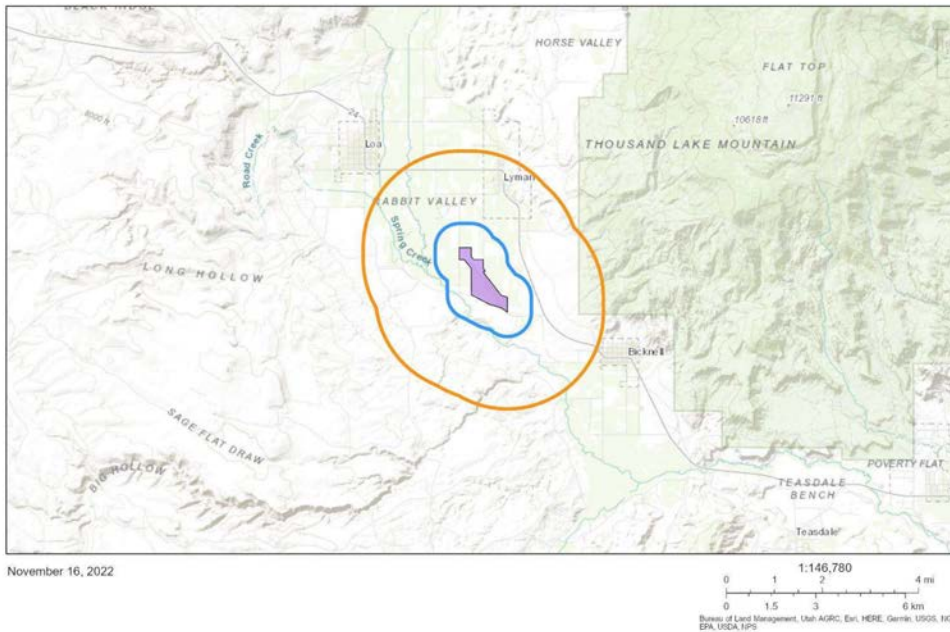 HORSE VALLEY
FLAT TOP
8000 ft
24
11291 ft
10618 ft
Road Creek
Loa
THOUSAND LAKE MOUNTAIN
Lyman
RABBIT VALLEY
Spring Creek
LONG HOLLOW
Bicknell
SAGE FLAT DRAW
BIG HOLLOW
POVERTY FLAT
TEASDALE
BENCH
Teasdale
November 16, 2022
1:146,780
0 1 2 4 mi
0 1.5 3 6 km
Bureau of Land Management, Utah AGRC, Esri, HERE, Garmin, USGS,
EPA, USDA, NPS